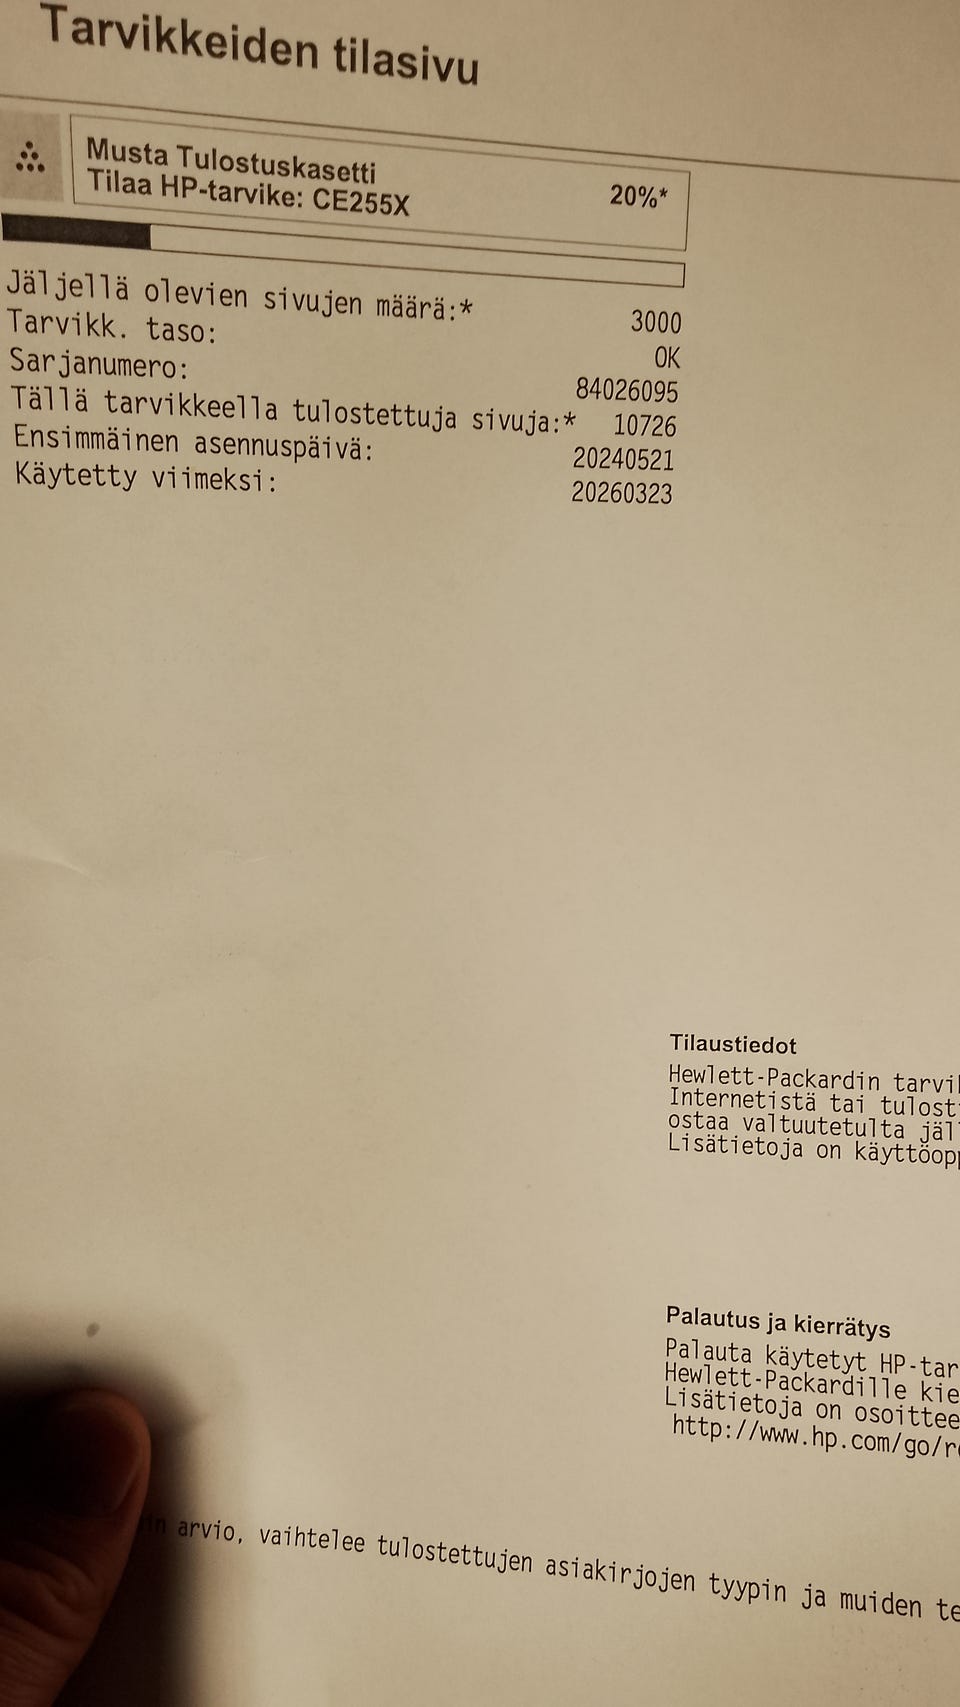 Tarvikkeiden tilasivu
Musta Tulostuskasetti
Tilaa HP-tarvike: CE255X
20%*
Jäljellä olevien sivujen määrä:* 3000
Tarvikk. taso: OK
Sarjanumero: 84026095
Tällä tarvikkeella tulostettuja sivuja:* 10726
Ensimmäinen asennuspäivä: 20240521
Käytetty viimeksi: 20260323
Tilaustiedot
Hewlett-Packardin
Internetistä tai
ostaa valtuutetulta
Lisätietoja on
Palautus ja kierrätys
Palauta käytetyt
Hewlett-Packardille
Lisätietoja on
http://www.hp.com/go/
arvio, vaihtelee tulostettujen asiakirjojen tyypin ja muiden